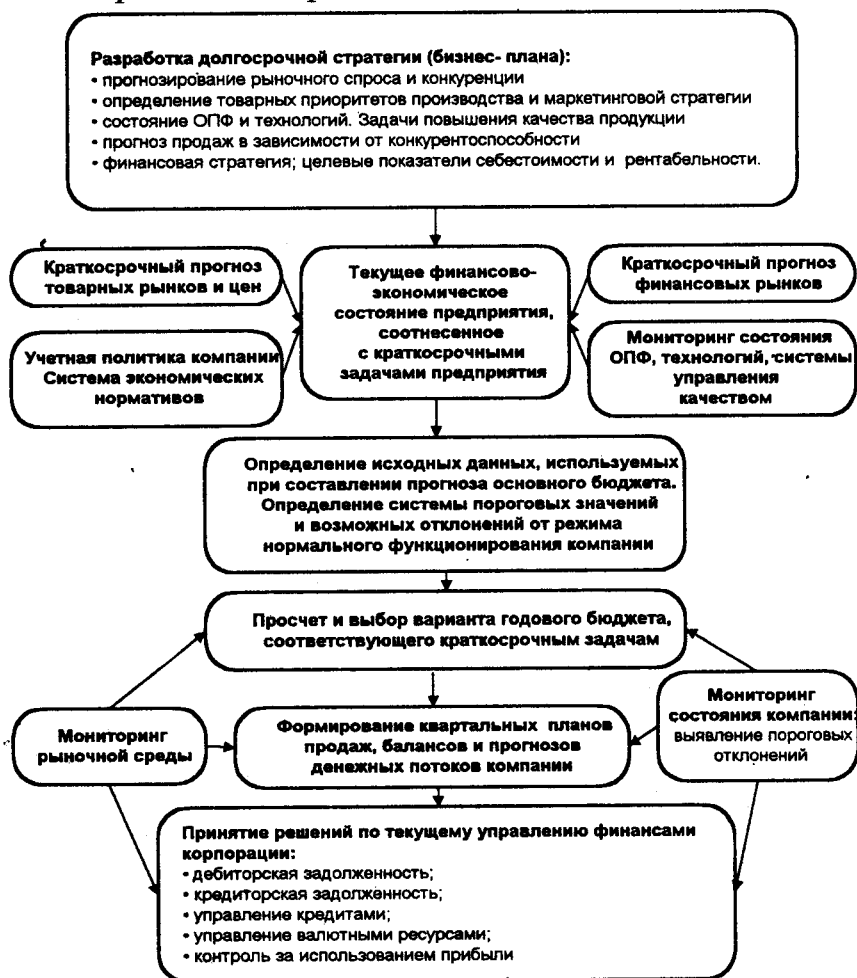 Разработка долгосрочной стратегии (бизнес- плана):
• прогнозирование рыночного спроса и конкуренции
• определение товарных приоритетов производства и маркетинговой стратегии
• состояние ОПФ и технологий. Задачи повышения качества продукции
• прогноз продаж в зависимости от конкурентоспособности
• финансовая стратегия; целевые показатели себестоимости и рентабельности.
Краткосрочный прогноз
товарных рынков и цен
Учетная политика компании
Система экономических
нормативов
Текущее финансово-
экономическое
состояние предприятия,
соотнесенное
с краткосрочными
задачами предприятия
Краткосрочный прогноз
финансовых рынков
Мониторинг состояния
ОПФ, технологий, системы
управления
качеством
Определение исходных данных, используемых
при составлении прогноза основного бюджета.
Определение системы пороговых значений
и возможных отклонений от режима
нормального функционирования компании
Просчет и выбор варианта годового бюджета,
соответствующего краткосрочным задачам
Мониторинг
рыночной среды
Формирование квартальных планов
продаж, балансов и прогнозов
денежных потоков компании
Мониторинг
состояния компании:
выявление пороговых
отклонений
Принятие решений по текущему управлению финансами
корпорации:
• дебиторская задолженность;
• кредиторская задолженность;
• управление кредитами;
• управление валютными ресурсами;
• контроль за использованием прибыли